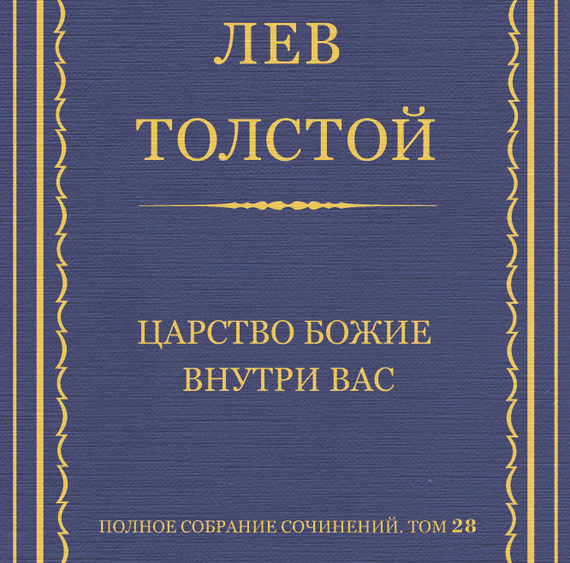 ЛЕВ
ТОЛСТОЙ
ЦАРСТВО БОЖИЕ
ВНУТРИ ВАС
ПОЛНОЕ СОБРАНИЕ СОЧИНЕНИЙ. ТОМ 28